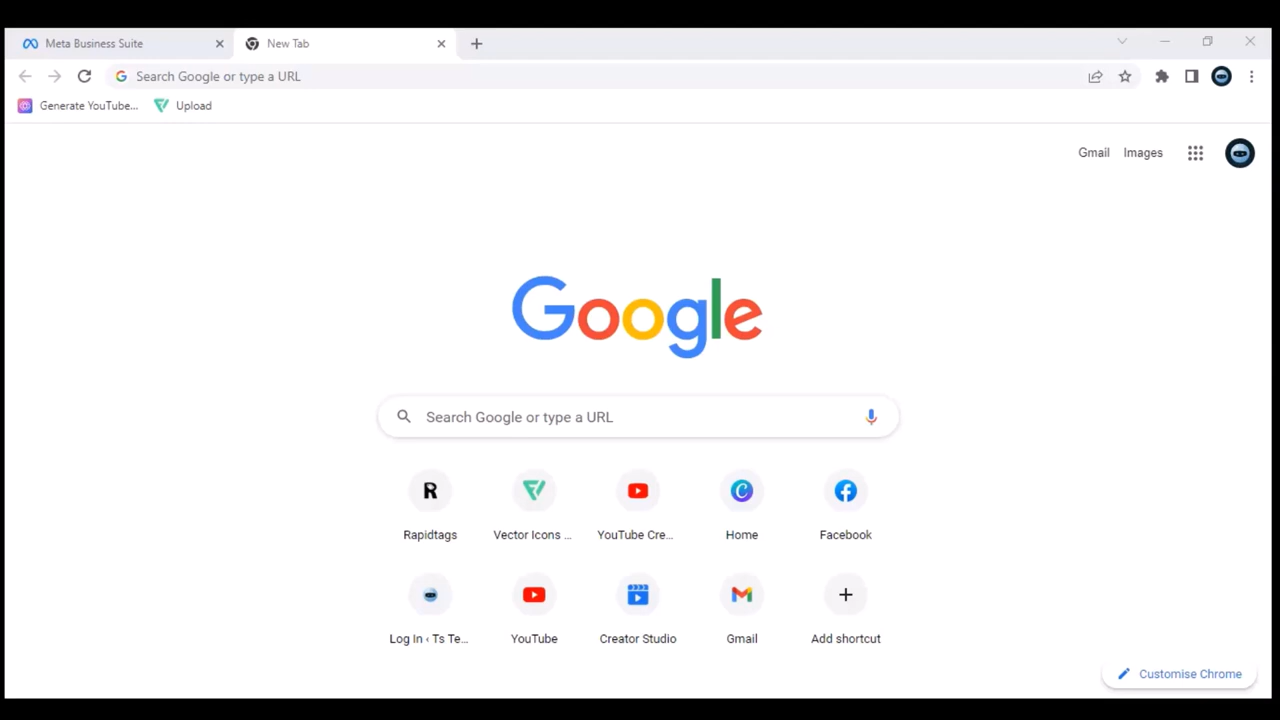 Meta Business Suite
New Tab
Search Google or type a URL
Generate YouTube...
Upload
Gmail
Images
Google
Search Google or type a URL
Rapidtags
Vector Icons ...
YouTube Cre...
Home
Facebook
Log In ‹ Ts Te...
YouTube
Creator Studio
Gmail
Add shortcut
Customise Chrome